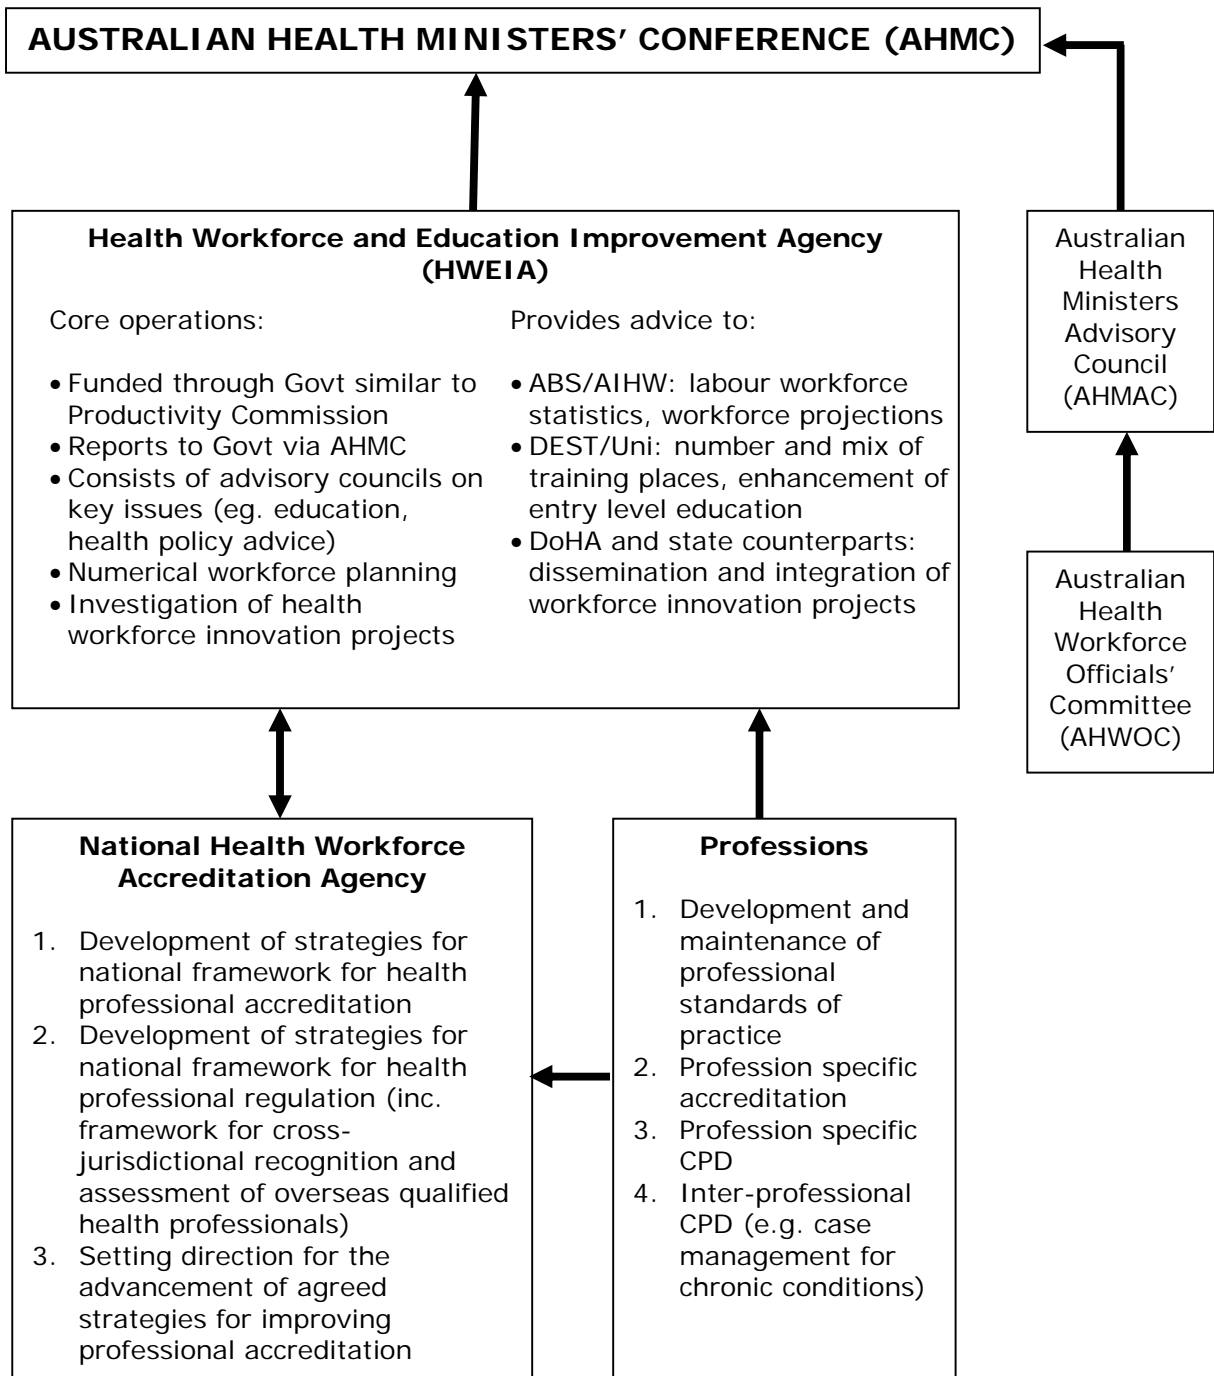 AUSTRALIAN HEALTH MINISTERS' CONFERENCE (AHMC)
Health Workforce and Education Improvement Agency
(HWEIA)
Core operations:
• Funded through Govt similar to
Productivity Commission
• Reports to Govt via AHMC
• Consists of advisory councils on
key issues (eg. education,
health policy advice)
• Numerical workforce planning
• Investigation of health
workforce innovation projects
Provides advice to:
• ABS/AIHW: labour workforce
statistics, workforce projections
• DEST/Uni: number and mix of
training places, enhancement of
entry level education
• DoHA and state counterparts:
dissemination and integration of
workforce innovation projects
Australian
Health
Ministers
Advisory
Council
(AHMAC)
Australian
Health
Workforce
Officials'
Committee
(AHWOC)
National Health Workforce
Accreditation Agency
1. Development of strategies for
national framework for health
professional accreditation
2. Development of strategies for
national framework for health
professional regulation (inc.
framework for cross-
jurisdictional recognition and
assessment of overseas qualified
health professionals)
3. Setting direction for the
advancement of agreed
strategies for improving
professional accreditation
Professions
1. Development and
maintenance of
professional
standards of
practice
2. Profession specific
accreditation
3. Profession specific
CPD
4. Inter-professional
CPD (e.g. case
management for
chronic conditions)